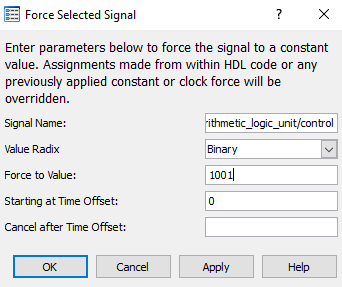 Force Selected Signal
Enter parameters below to force the signal to a constant
value. Assignments made from within HDL code or any
previously applied constant or clock force will be
overridden.
Signal Name: rithmetic_logic_unit/control
Value Radix Binary
Force to Value: 1001
Starting at Time Offset: 0
Cancel after Time Offset:
OK Cancel Apply Help